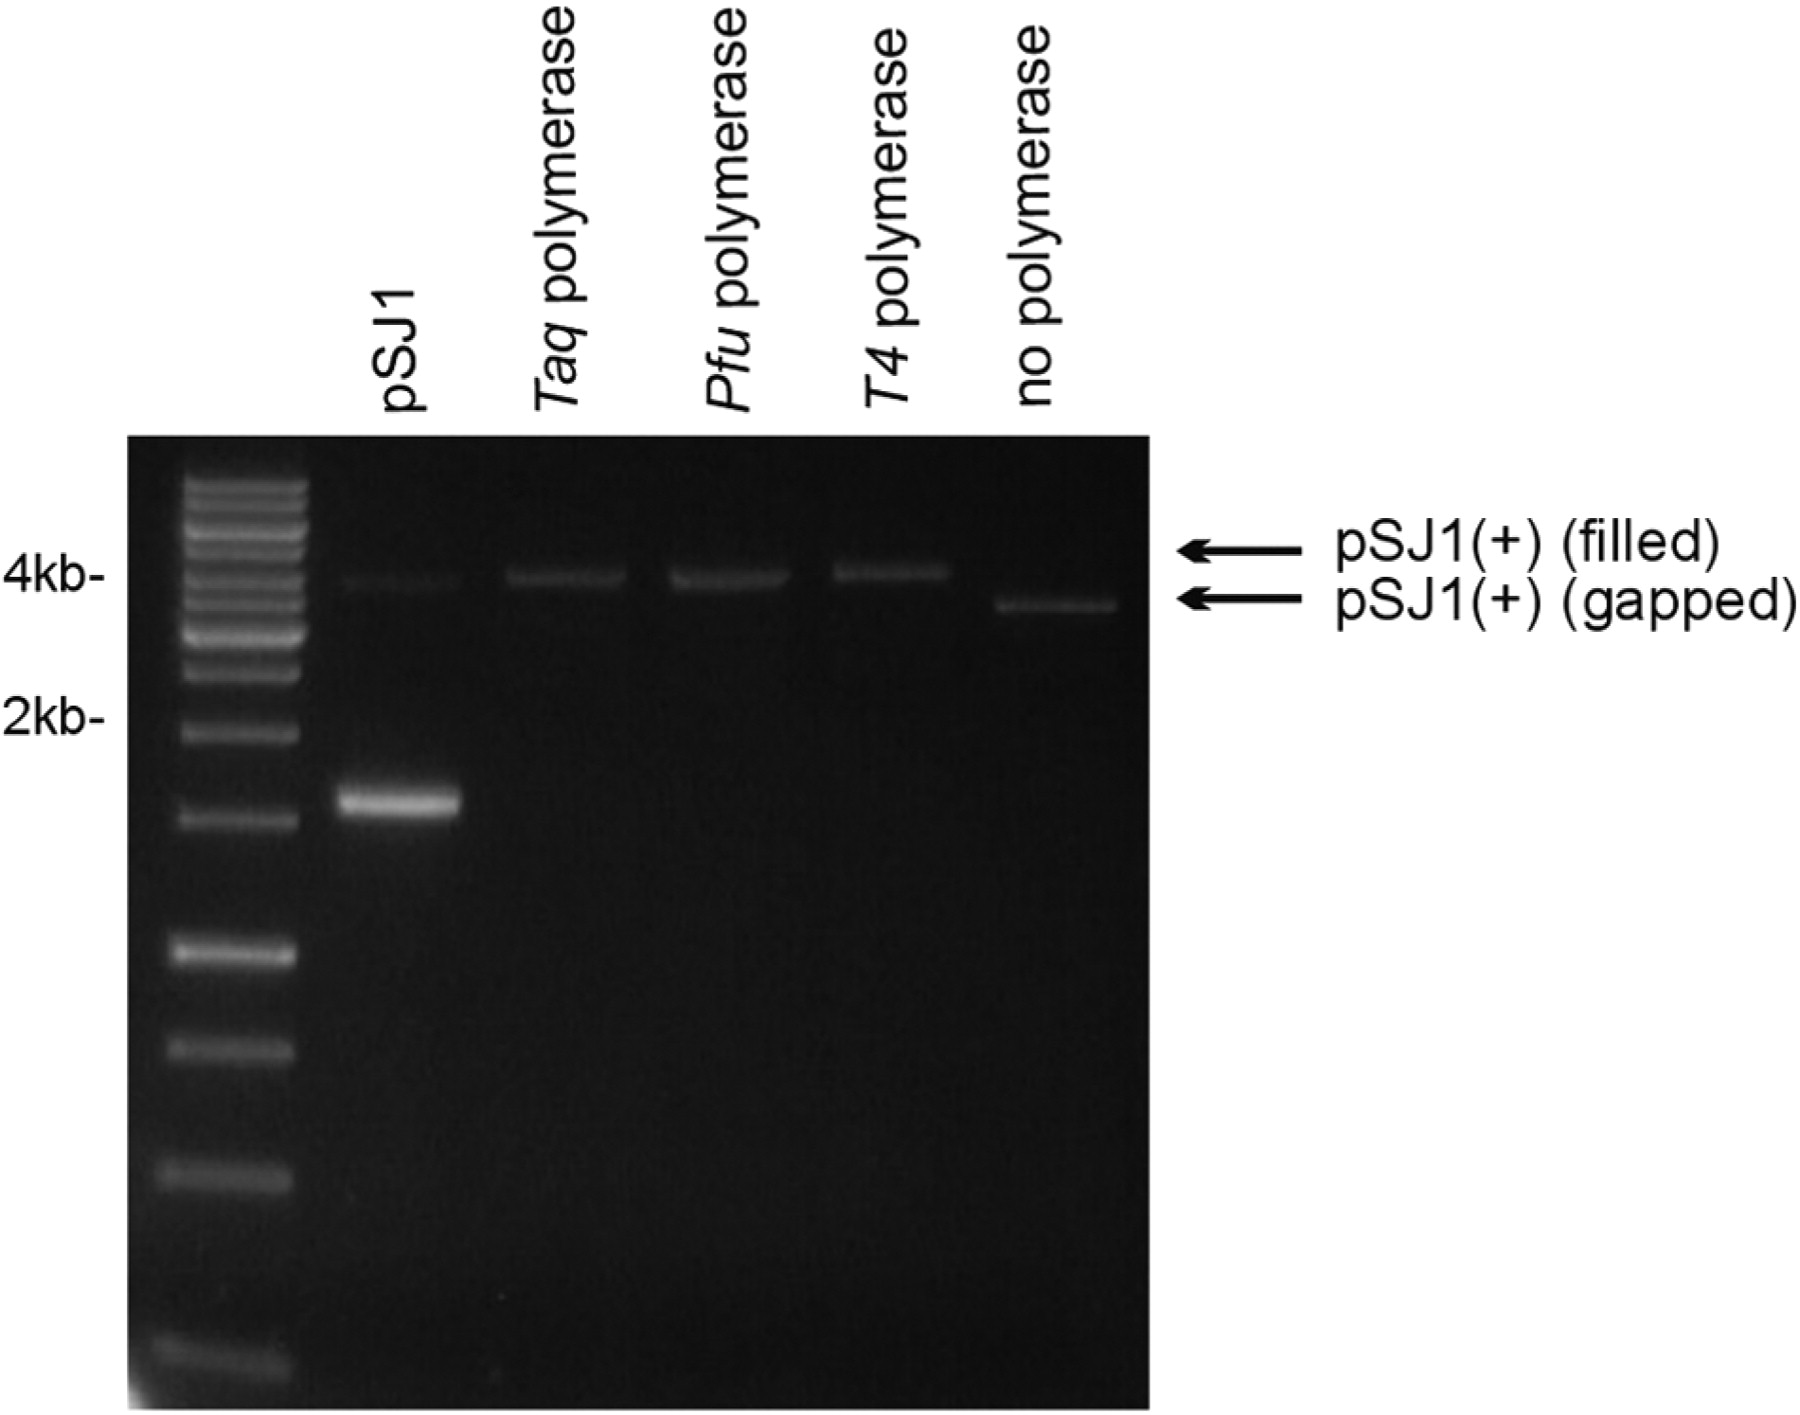 pSJ1
Taq polymerase
Pfu polymerase
T4 polymerase
no polymerase
4kb-
2kb-
pSJ1(+) (filled)
pSJ1(+) (gapped)